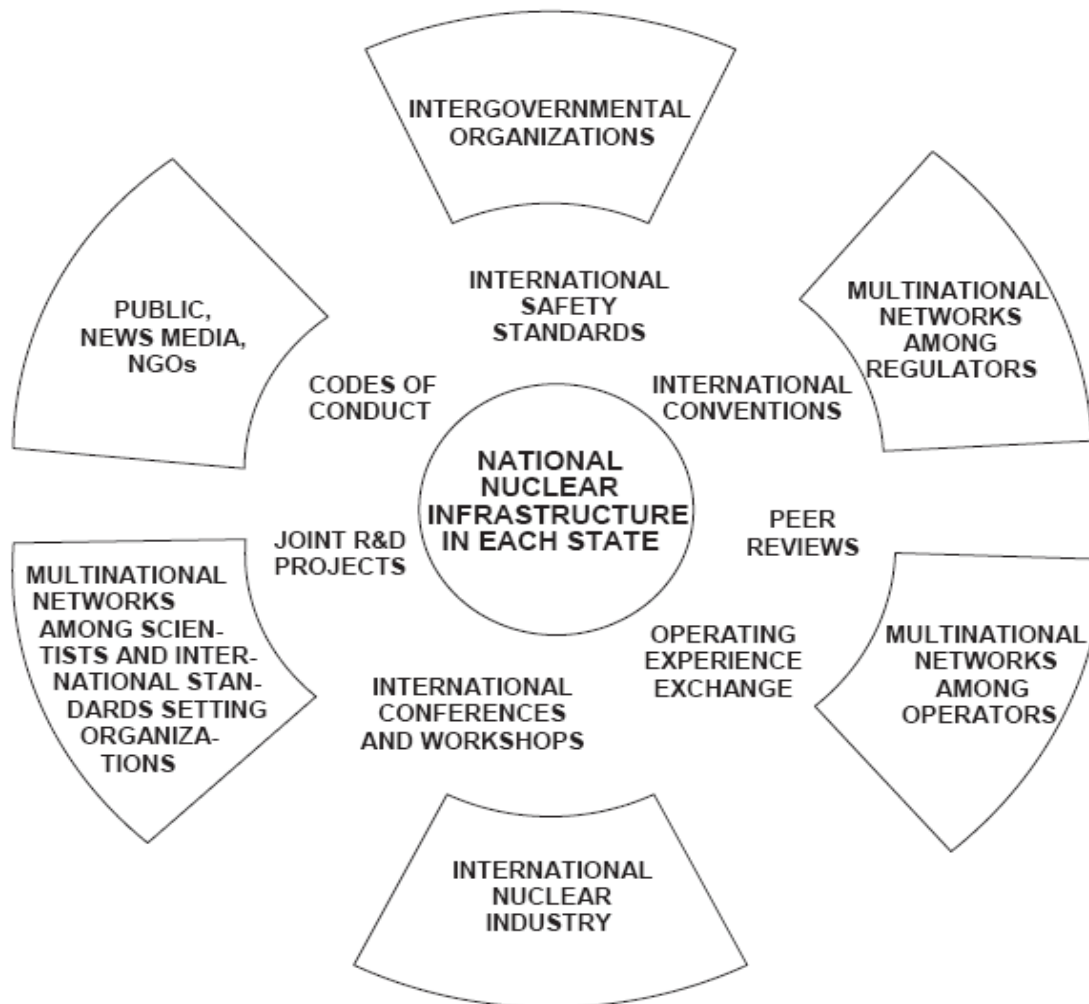 INTERGOVERNMENTAL
ORGANIZATIONS
PUBLIC,
NEWS MEDIA,
NGOs
INTERNATIONAL
SAFETY
STANDARDS
MULTINATIONAL
NETWORKS
AMONG
REGULATORS
CODES OF
CONDUCT
INTERNATIONAL
CONVENTIONS
NATIONAL
NUCLEAR
INFRASTRUCTURE
IN EACH STATE
JOINT R&D
PROJECTS
PEER
REVIEWS
MULTINATIONAL
NETWORKS
AMONG SCIEN-
TISTS AND INTER-
NATIONAL STAN-
DARDS SETTING
ORGANIZA-
TIONS
OPERATING
EXPERIENCE
EXCHANGE
MULTINATIONAL
NETWORKS
AMONG
OPERATORS
INTERNATIONAL
CONFERENCES
AND WORKSHOPS
INTERNATIONAL
NUCLEAR
INDUSTRY